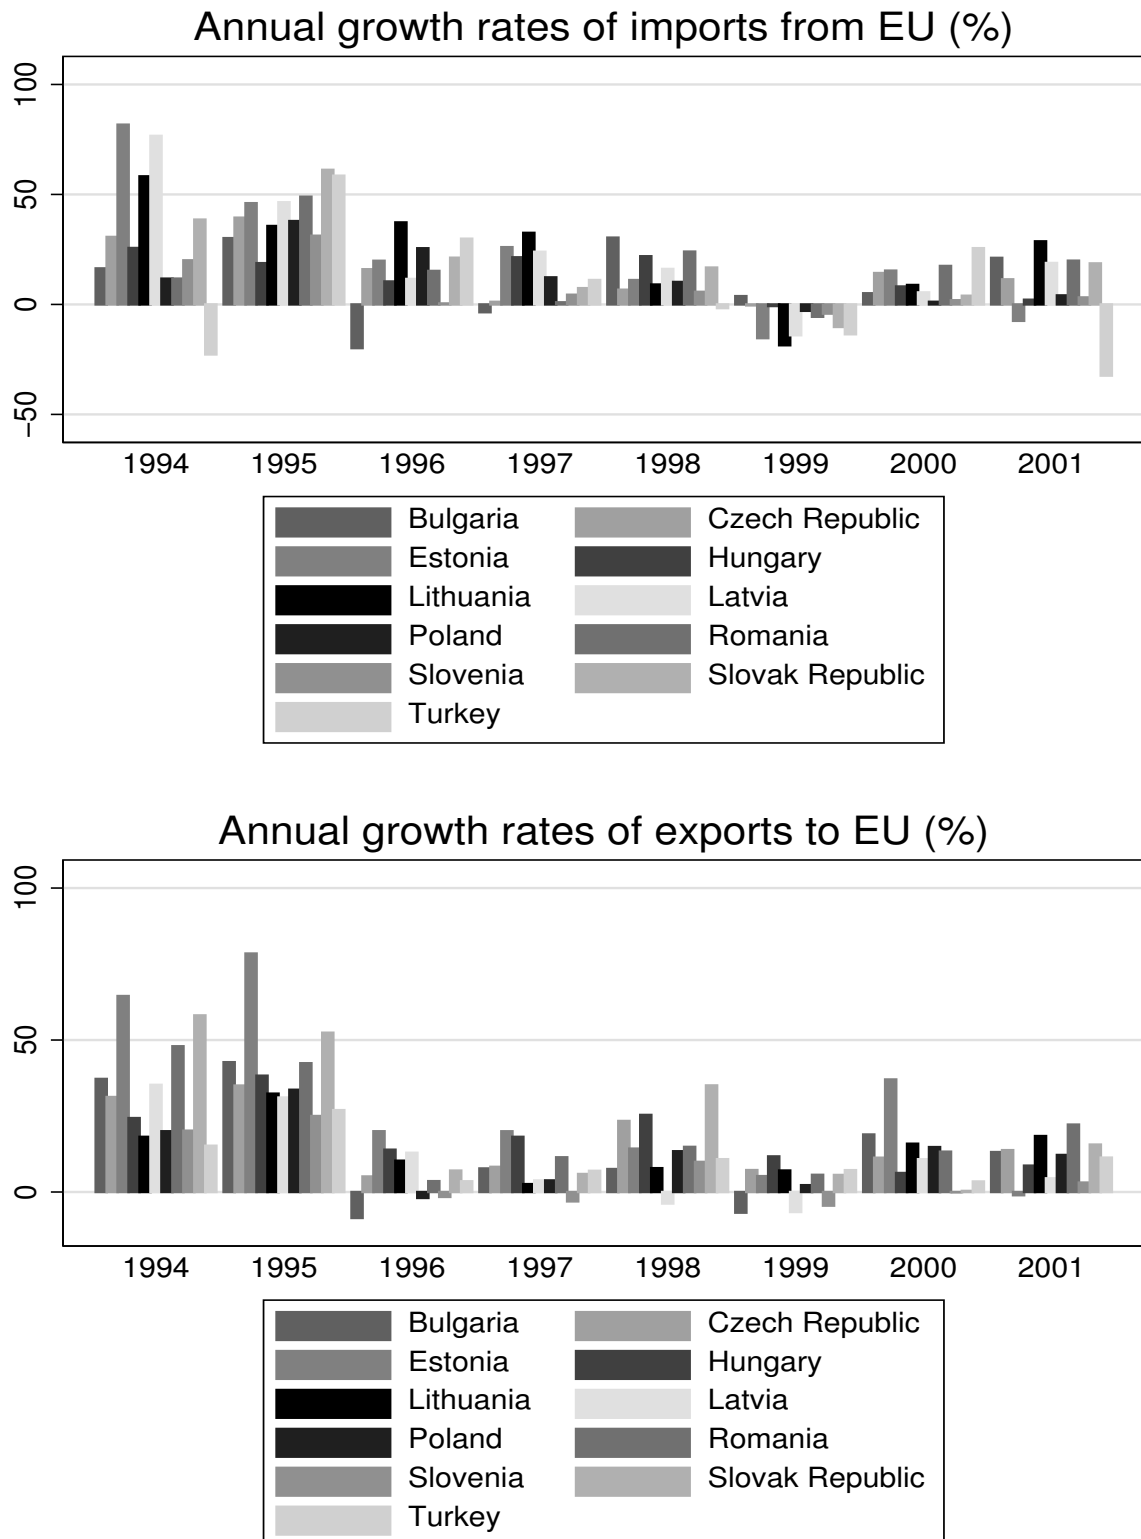 Annual growth rates of imports from EU (%)
100
50
0
−50
1994 1995 1996 1997 1998 1999 2000 2001
Bulgaria Czech Republic
Estonia Hungary
Lithuania Latvia
Poland Romania
Slovenia Slovak Republic
Turkey
Annual growth rates of exports to EU (%)
100
50
0
1994 1995 1996 1997 1998 1999 2000 2001
Bulgaria Czech Republic
Estonia Hungary
Lithuania Latvia
Poland Romania
Slovenia Slovak Republic
Turkey